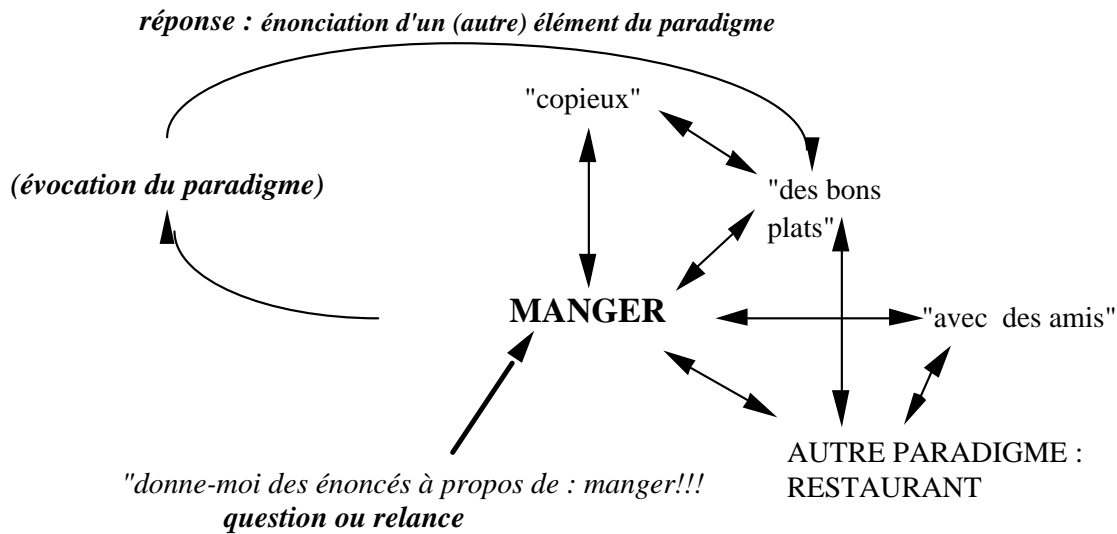 réponse : énonciation d'un (autre) élément du paradigme
"copieux"
(évocation du paradigme)
"des bons
plats"
MANGER
"avec des amis"
AUTRE PARADIGME :
RESTAURANT
"donne-moi des énoncés à propos de : manger!!!
question ou relance